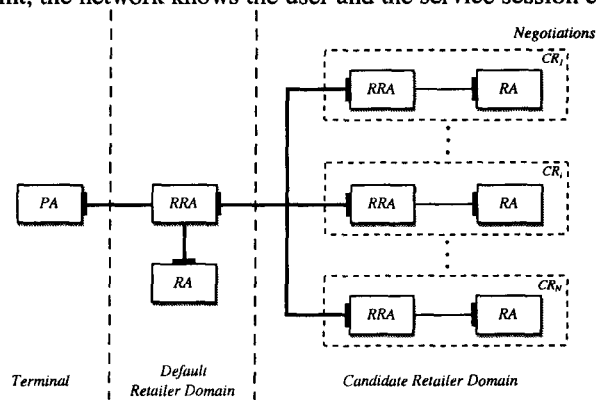 nt, the network knows the user and the service session
Negotiations
CR1
RRA RA
CRi
PA RRA RRA RA
RA
CRN
RRA RA
Terminal
Default
Retailer Domain
Candidate Retailer Domain